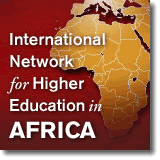 International
Network
for Higher
Education in
AFRICA